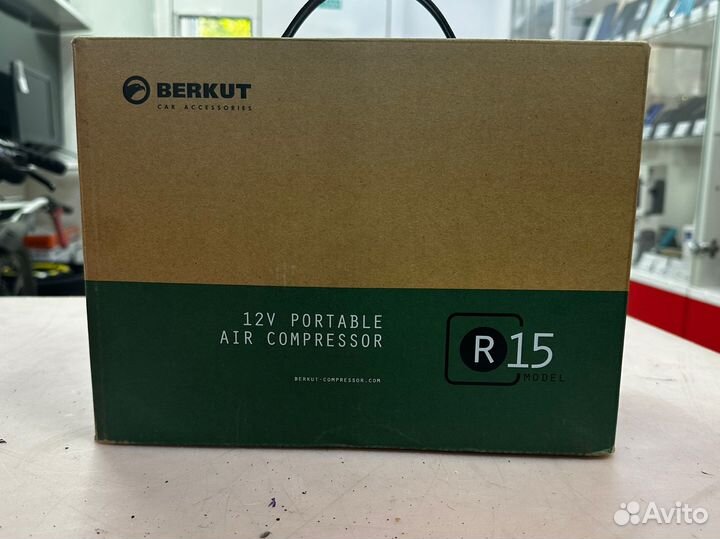 BERKUT
CAR ACCESSORIES
12V PORTABLE
AIR COMPRESSOR
BERKUT-COMPRESSOR.COM
R 15
MODEL
Avito